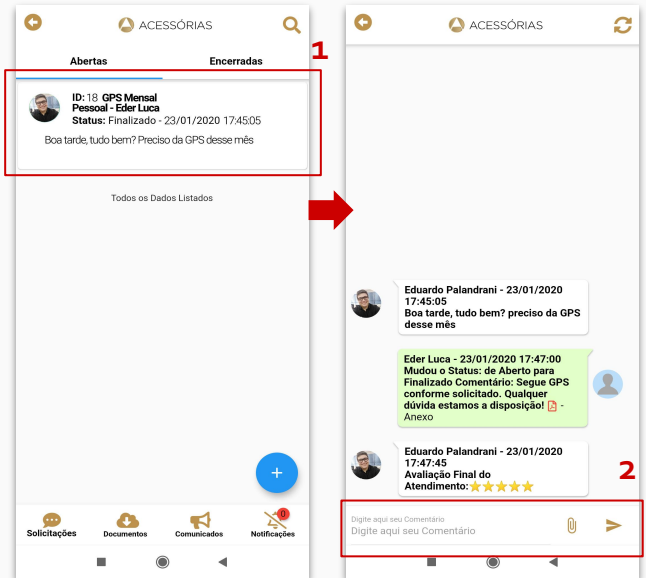 ACESSÓRIAS
Abertas
Encerradas
1
ID: 18 GPS Mensal
Pessoal - Eder Luca
Status: Finalizado - 23/01/2020 17:45:05
Boa tarde, tudo bem? Preciso da GPS desse mês
Todos os Dados Listados
+
0
Solicitações
Documentos
Comunicados
Notificações
ACESSÓRIAS
Eduardo Palandrani - 23/01/2020
17:45:05
Boa tarde, tudo bem? preciso da GPS
desse mês
Eder Luca - 23/01/2020 17:47:00
Mudou o Status: de Aberto para
Finalizado Comentário: Segue GPS
conforme solicitado. Qualquer
dúvida estamos a disposição! -
Anexo
Eduardo Palandrani - 23/01/2020
17:47:45
Avaliação Final do
Atendimento:⭐⭐⭐⭐⭐
2
Digite aqui seu Comentário
Digite aqui seu Comentário